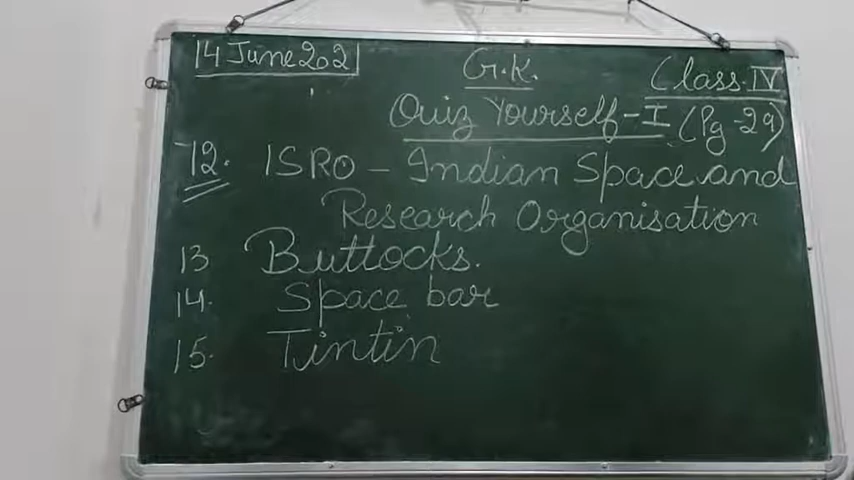 14 June 2021 G.K. Class-IV
Quiz Yourself-I (Pg-29)
12. ISRO - Indian Space and
Research Organisation
13 Buttocks.
14. Space bar
15. Tintin